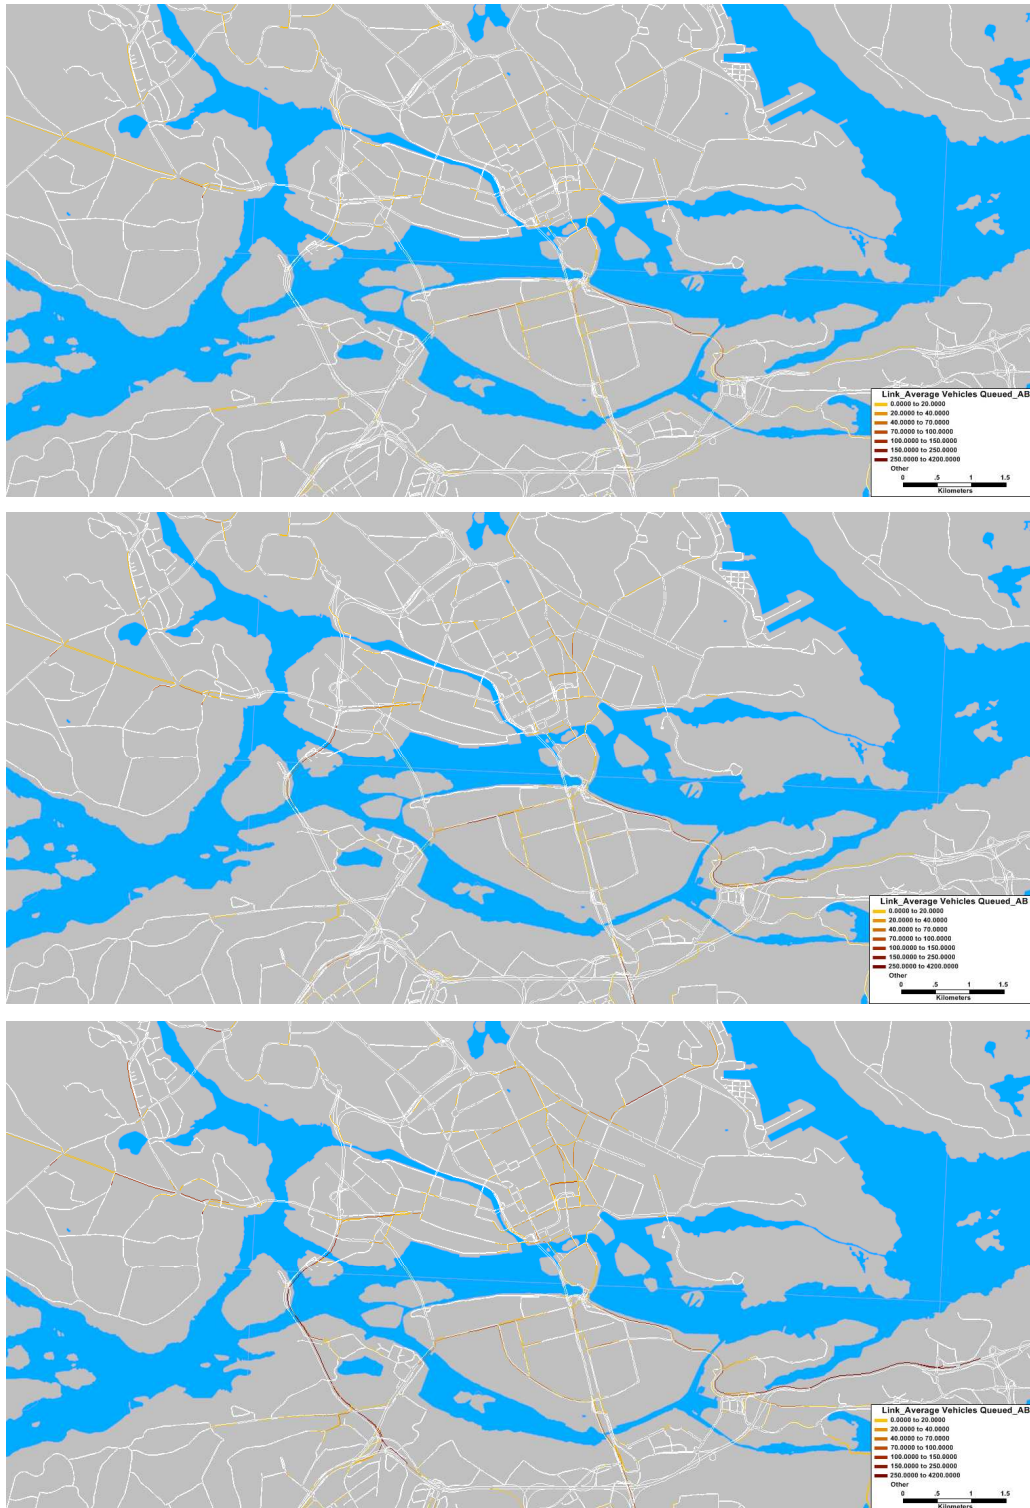 Link_Average Vehicles Queued_AB
0.0000 to 20.0000
20.0000 to 40.0000
40.0000 to 70.0000
70.0000 to 100.0000
100.0000 to 150.0000
150.0000 to 250.0000
250.0000 to 4200.0000
Other
0 .5 1 1.5
Kilometers
Link_Average Vehicles Queued_AB
0.0000 to 20.0000
20.0000 to 40.0000
40.0000 to 70.0000
70.0000 to 100.0000
100.0000 to 150.0000
150.0000 to 250.0000
250.0000 to 4200.0000
Other
0 .5 1 1.5
Kilometers
Link_Average Vehicles Queued_AB
0.0000 to 20.0000
20.0000 to 40.0000
40.0000 to 70.0000
70.0000 to 100.0000
100.0000 to 150.0000
150.0000 to 250.0000
250.0000 to 4200.0000
Other
0 .5 1 1.5
Kilometers